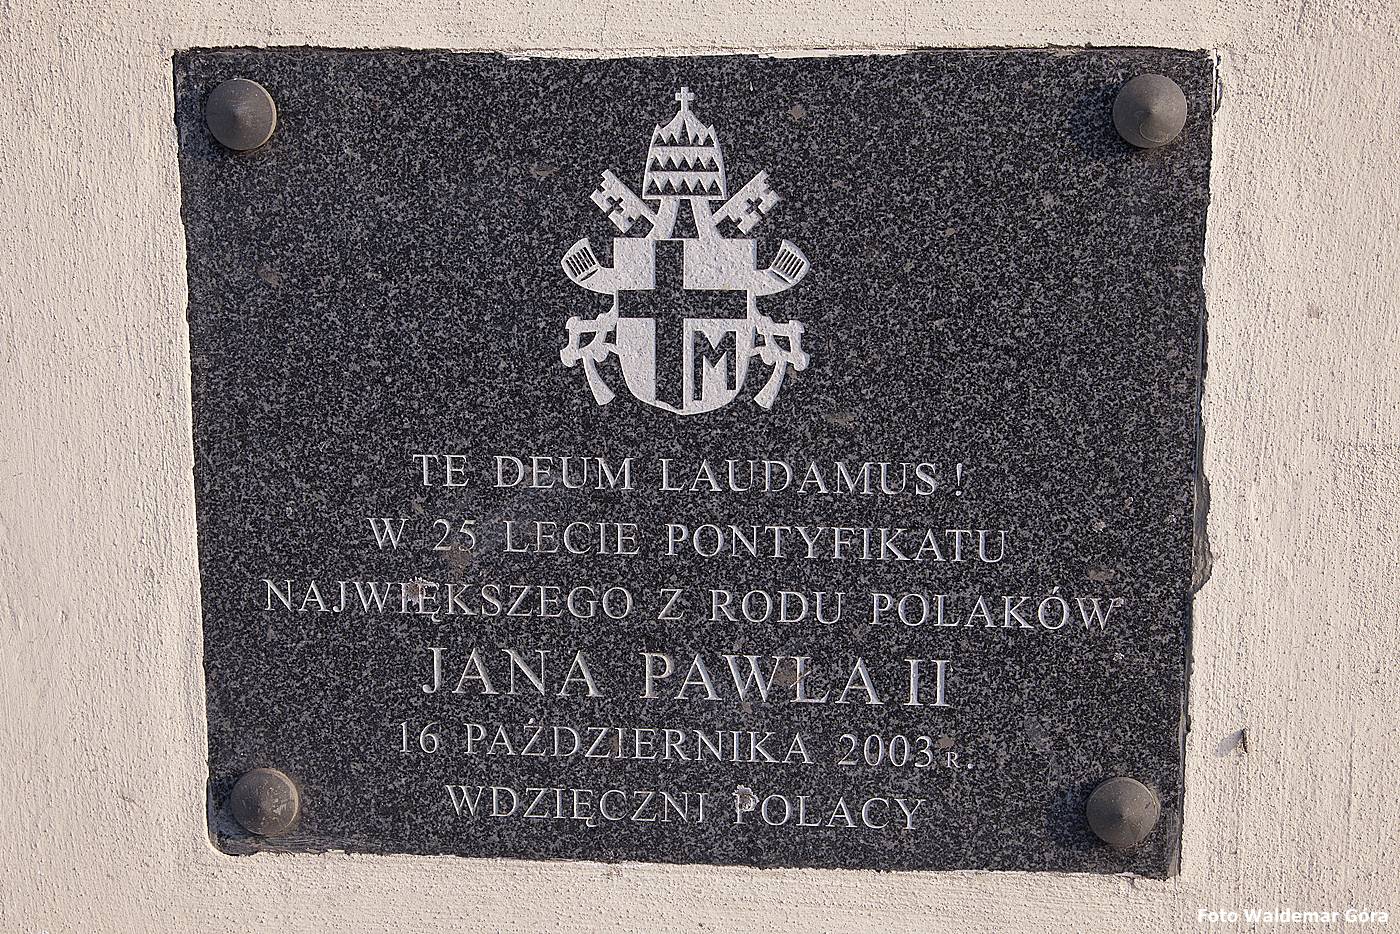 M
TE DEUM LAUDAMUS!
W 25 LECIE PONTYFIKATU
NAJWIĘKSZEGO Z RODU POLAKÓW
JANA PAWŁA II
16 PAŹDZIERNIKA 2003 R.
WDZIĘCZNI POLACY
Foto Waldemar Góra